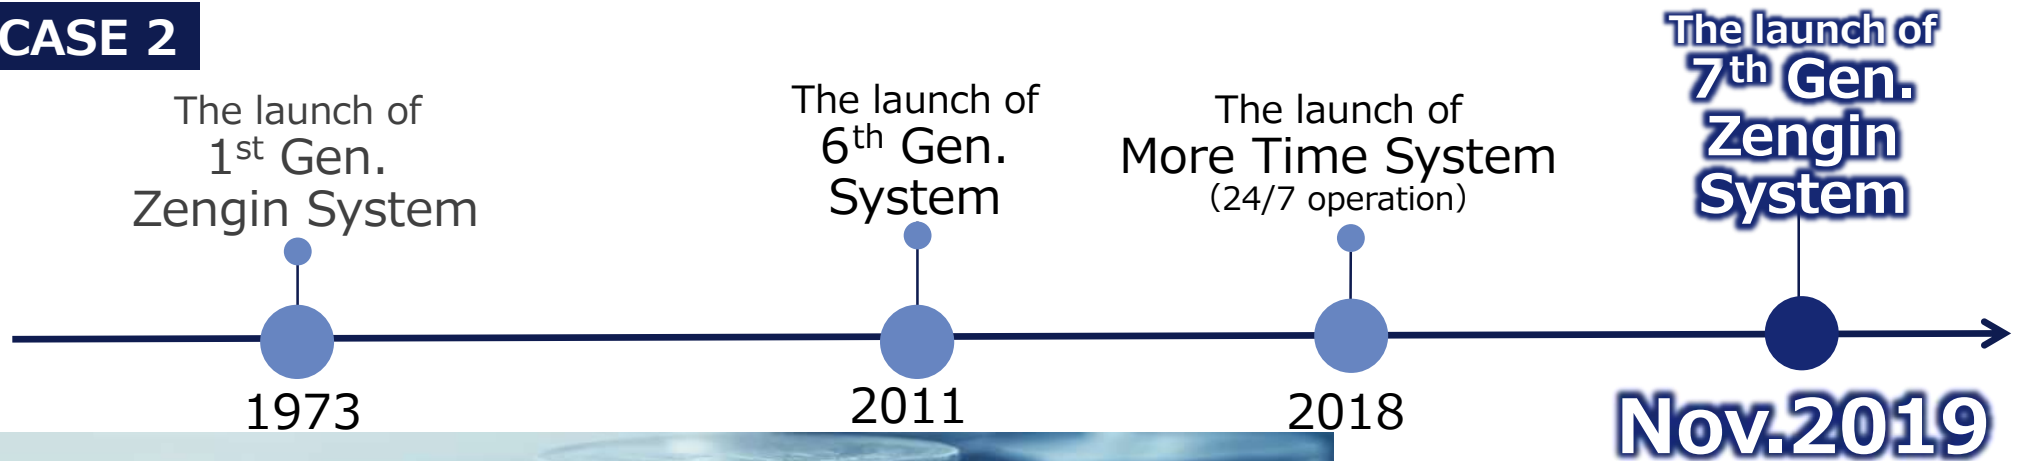 CASE 2
The launch of
1st Gen.
Zengin System
1973
The launch of
6th Gen.
System
2011
The launch of
More Time System
(24/7 operation)
2018
The launch of
7th Gen.
Zengin
System
Nov.2019